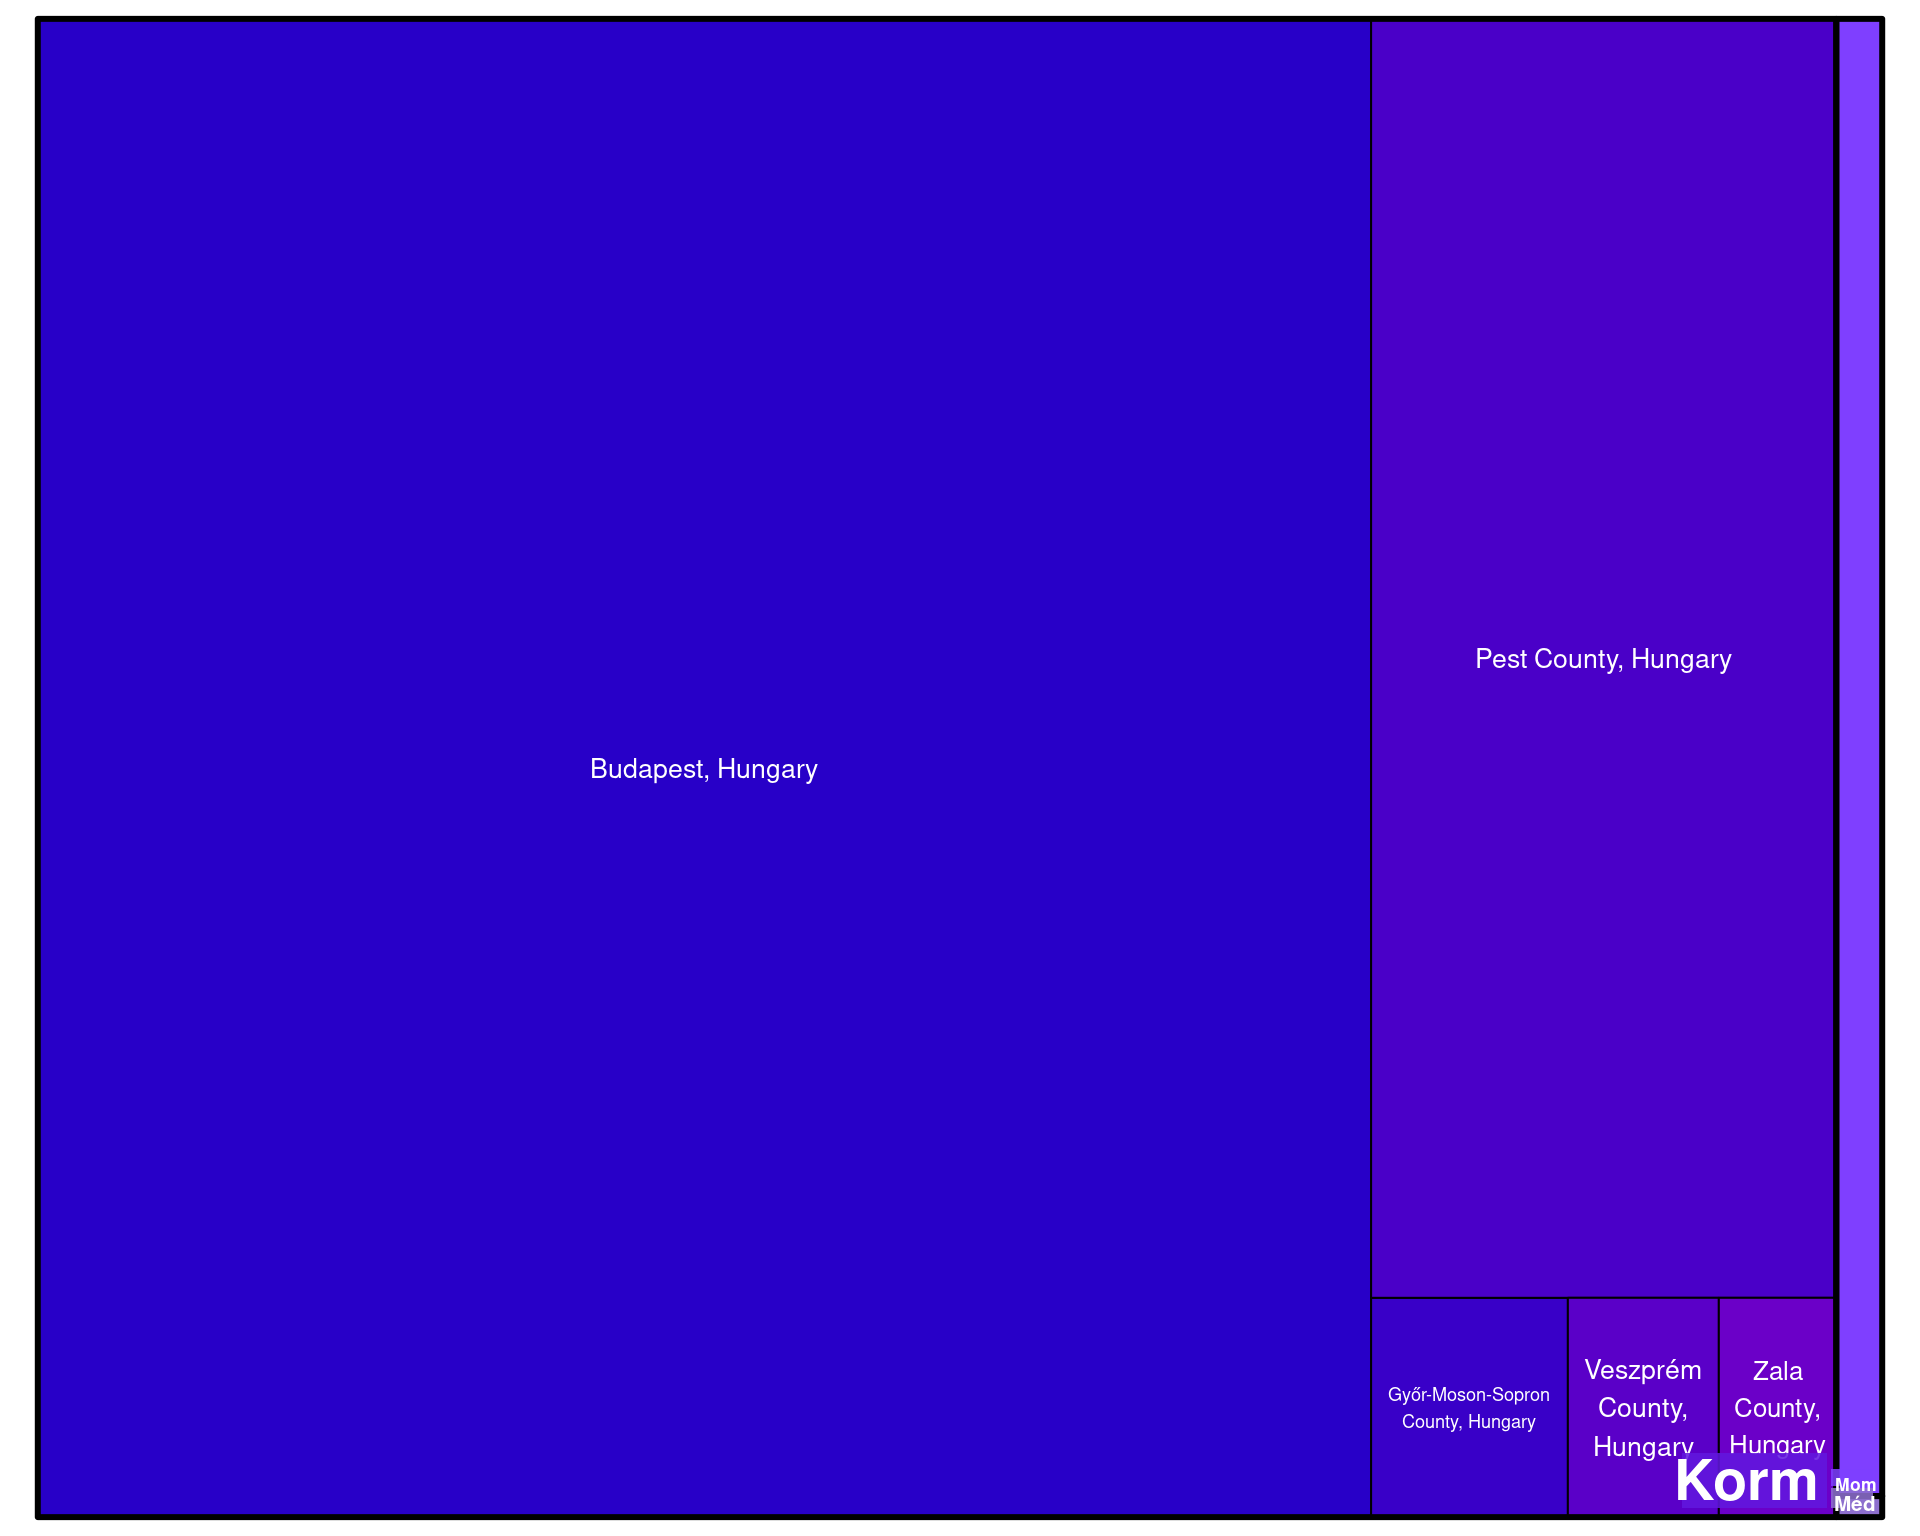 Pest County, Hungary
Budapest, Hungary
Győr-Moson-Sopron
County, Hungary
Veszprém
County,
Hungary
Zala
County,
Hungary
Korm
Mom
Méd